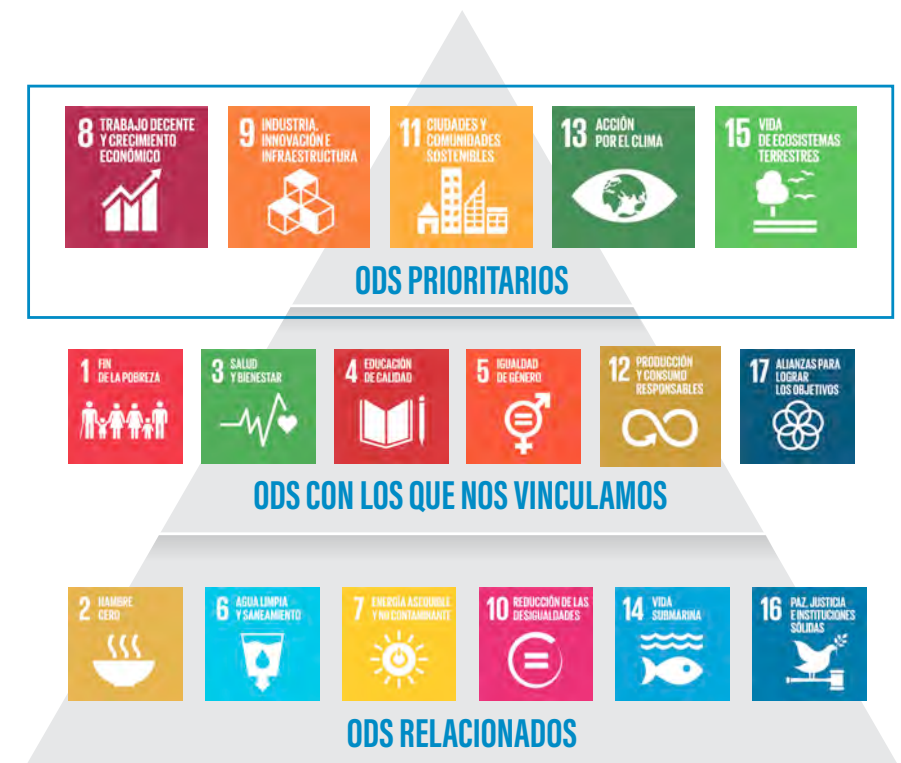 8 TRABAJO DECENTE
Y CRECIMIENTO
ECONÓMICO
9 INDUSTRIA,
INNOVACIÓN E
INFRAESTRUCTURA
11 CIUDADES Y
COMUNIDADES
SOSTENIBLES
13 ACCIÓN
POR EL CLIMA
15 VIDA
DE ECOSISTEMAS
TERRESTRES
ODS PRIORITARIOS
1 FIN
DE LA POBREZA
3 SALUD
Y BIENESTAR
4 EDUCACIÓN
DE CALIDAD
5 IGUALDAD
DE GÉNERO
12 PRODUCCIÓN
Y CONSUMO
RESPONSABLES
17 ALIANZAS PARA
LOGRAR
LOS OBJETIVOS
ODS CON LOS QUE NOS VINCULAMOS
2 HAMBRE
CERO
6 AGUA LIMPIA
Y SANEAMIENTO
7 ENERGÍA ASEQUIBLE
Y NO CONTAMINANTE
10 REDUCCIÓN DE LAS
DESIGUALDADES
14 VIDA
SUBMARINA
16 PAZ, JUSTICIA
E INSTITUCIONES
SÓLIDAS
ODS RELACIONADOS